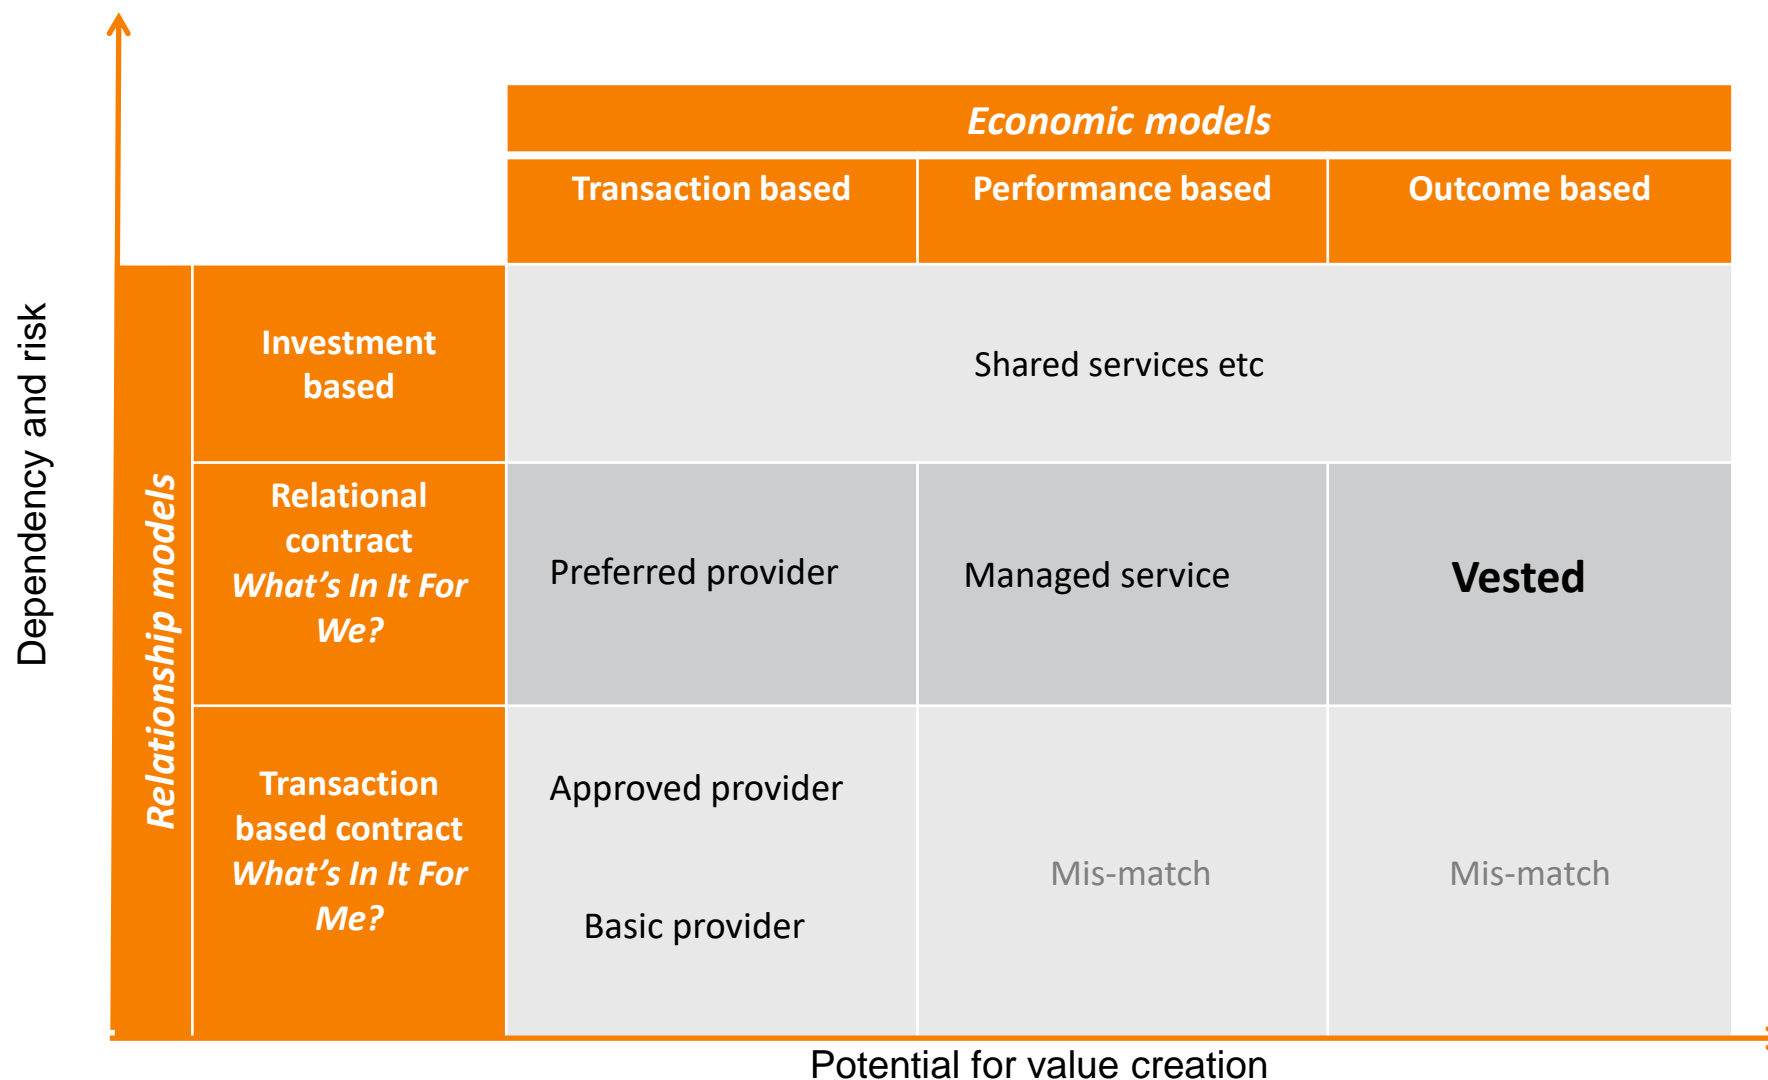 Economic models
Transaction based
Performance based
Outcome based
Dependency and risk
Relationship models
Investment
based
Shared services etc
Relational
contract
What’s In It For
We?
Preferred provider
Managed service
Vested
Transaction
based contract
What’s In It For
Me?
Approved provider
Basic provider
Mis-match
Mis-match
Potential for value creation